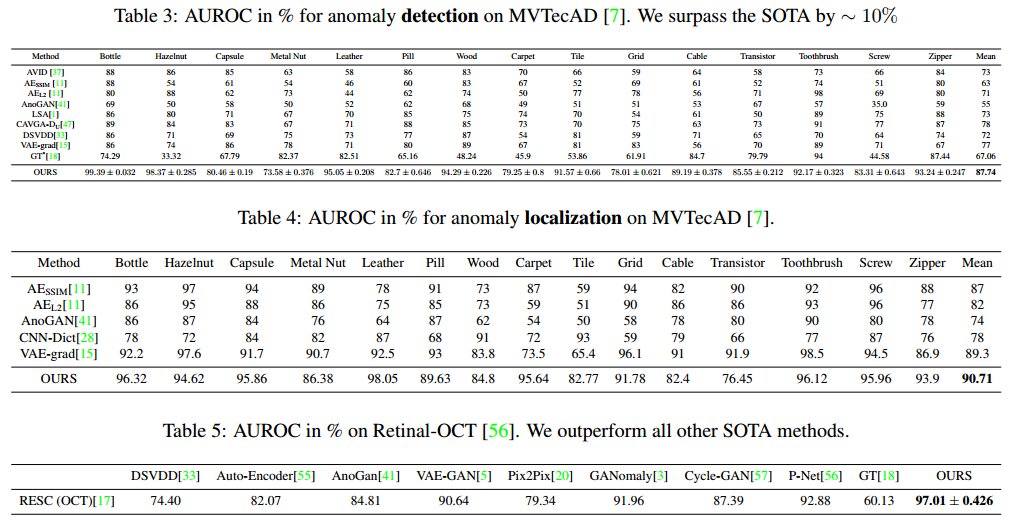 Table 3: AUROC in % for anomaly detection on MVTecAD [7]. We surpass the SOTA by ∼ 10%
Method Bottle Hazelnut Capsule Metal Nut Leather Pill Wood Carpet Tile Grid Cable Transistor Toothbrush Screw Zipper Mean
AVID [37] 88 86 85 63 58 86 83 70 66 59 64 58 73 66 84 73
AESSIM [11] 88 54 61 54 46 60 83 67 52 69 61 52 74 51 80 63
AEL2 [11] 80 88 62 73 44 62 74 50 77 78 56 71 98 69 80 71
AnoGAN[41] 69 50 58 50 52 62 68 49 51 51 53 67 57 35.0 59 55
LSA[1] 86 80 71 67 70 85 75 74 70 54 61 50 89 75 88 73
CAVGA-DU[47] 89 84 83 67 71 88 85 73 70 75 63 73 91 77 87 78
DSVDD[33] 86 71 69 75 73 77 87 54 81 59 71 65 70 64 74 72
VAE-grad[15] 86 74 86 78 71 80 89 67 81 83 56 70 89 71 67 77
GT*[18] 74.29 33.32 67.79 82.37 82.51 65.16 48.24 45.9 53.86 61.91 84.7 79.79 94 44.58 87.44 67.06
OURS 99.39 ± 0.032 98.37 ± 0.285 80.46 ± 0.19 73.58 ± 0.376 95.05 ± 0.208 82.7 ± 0.646 94.29 ± 0.226 79.25 ± 0.8 91.57 ± 0.66 78.01 ± 0.621 89.19 ± 0.378 85.55 ± 0.212 92.17 ± 0.323 83.31 ± 0.643 93.24 ± 0.247 87.74
Table 4: AUROC in % for anomaly localization on MVTecAD [7].
Method Bottle Hazelnut Capsule Metal Nut Leather Pill Wood Carpet Tile Grid Cable Transistor Toothbrush Screw Zipper Mean
AESSIM[11] 93 97 94 89 78 91 73 87 59 94 82 90 92 96 88 87
AEL2[11] 86 95 88 86 75 85 73 59 51 90 86 86 93 96 77 82
AnoGAN[41] 86 87 84 76 64 87 62 54 50 58 78 80 90 80 78 74
CNN-Dict[28] 78 72 84 82 87 68 91 72 93 59 79 66 77 87 76 78
VAE-grad[15] 92.2 97.6 91.7 90.7 92.5 93 83.8 73.5 65.4 96.1 91 91.9 98.5 94.5 86.9 89.3
OURS 96.32 94.62 95.86 86.38 98.05 89.63 84.8 95.64 82.77 91.78 82.4 76.45 96.12 95.96 93.9 90.71
Table 5: AUROC in % on Retinal-OCT [56]. We outperform all other SOTA methods.
DSVDD[33] Auto-Encoder[55] AnoGan[41] VAE-GAN[5] Pix2Pix[20] GANomaly[3] Cycle-GAN[57] P-Net[56] GT[18] OURS
RESC (OCT)[17] 74.40 82.07 84.81 90.64 79.34 91.96 87.39 92.88 60.13 97.01 ± 0.426